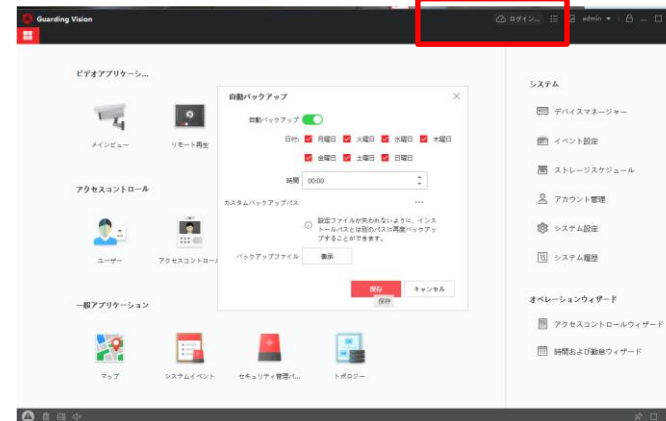 Guarding Vision
ログイン...
admin
ビデオアプリケーシ...
メインビュー
リモート再生
アクセスコントロール
ユーザー
アクセスコントロー
一般アプリケーション
マップ
システムイベント
セキュリティ管理パ...
トポロジー
自動バックアップ
自動バックアップ
日付:
月曜日
火曜日
水曜日
木曜日
金曜日
土曜日
日曜日
時間
00:00
カスタムバックアップパス
...
設定ファイルが失われないように、インス
トールパスとは別のパスに再度バックアッ
プすることができます。
バックアップファイル
表示
保存
キャンセル
保存
システム
デバイスマネージャー
イベント設定
ストレージスケジュール
アカウント管理
システム設定
システム履歴
オペレーションウィザード
アクセスコントロールウィザード
時間および勤怠ウィザード